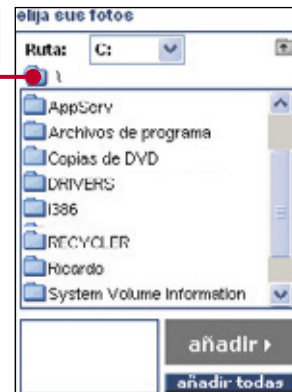 elija sus fotos
Ruta: C:
\
AppServ
Archivos de programa
Copias de DVD
DRIVERS
I386
RECYCLER
Ricardo
System Volume Information
añadir
añadir todas